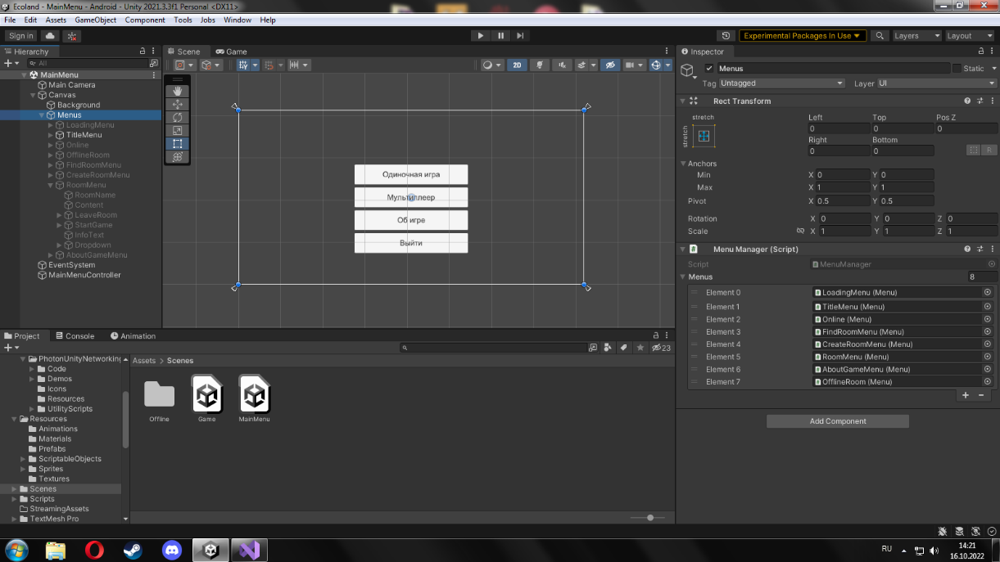 Ecoland - MainMenu - Android - Unity 2021.3.3f1 Personal <DX11>
File Edit Assets GameObject Component Tools Jobs Window Help
Sign in
Experimental Packages In Use
Layers
Layout
Hierarchy
All
MainMenu
Main Camera
Canvas
Background
Menus
LoadingMenu
TitleMenu
Online
OfflineRoom
FindRoomMenu
CreateRoomMenu
RoomMenu
RoomName
Content
LeaveRoom
StartGame
InfoText
Dropdown
AboutGameMenu
EventSystem
MainMenuController
Scene
Game
2D
Одиночная игра
Мультиплеер
Об игре
Выйти
Inspector
Menus
Static
Tag Untagged
Layer UI
Rect Transform
stretch
stretch
Left Top Pos Z
0 0 0
Right Bottom
0 0
R
Anchors
Min X 0 Y 0
Max X 1 Y 1
Pivot X 0.5 Y 0.5
Rotation X 0 Y 0 Z 0
Scale X 1 Y 1 Z 1
Menu Manager (Script)
Script MenuManager
Menus 8
Element 0 LoadingMenu (Menu)
Element 1 TitleMenu (Menu)
Element 2 Online (Menu)
Element 3 FindRoomMenu (Menu)
Element 4 CreateRoomMenu (Menu)
Element 5 RoomMenu (Menu)
Element 6 AboutGameMenu (Menu)
Element 7 OfflineRoom (Menu)
Add Component
Project
Console
Animation
23
PhotonUnityNetworking
Code
Demos
Icons
Resources
UtilityScripts
Resources
Animations
Materials
Prefabs
ScriptableObjects
Sprites
Textures
Scenes
Scripts
StreamingAssets
TextMesh Pro
Assets > Scenes
Offline
Game
MainMenu
RU
14:21
16.10.2022